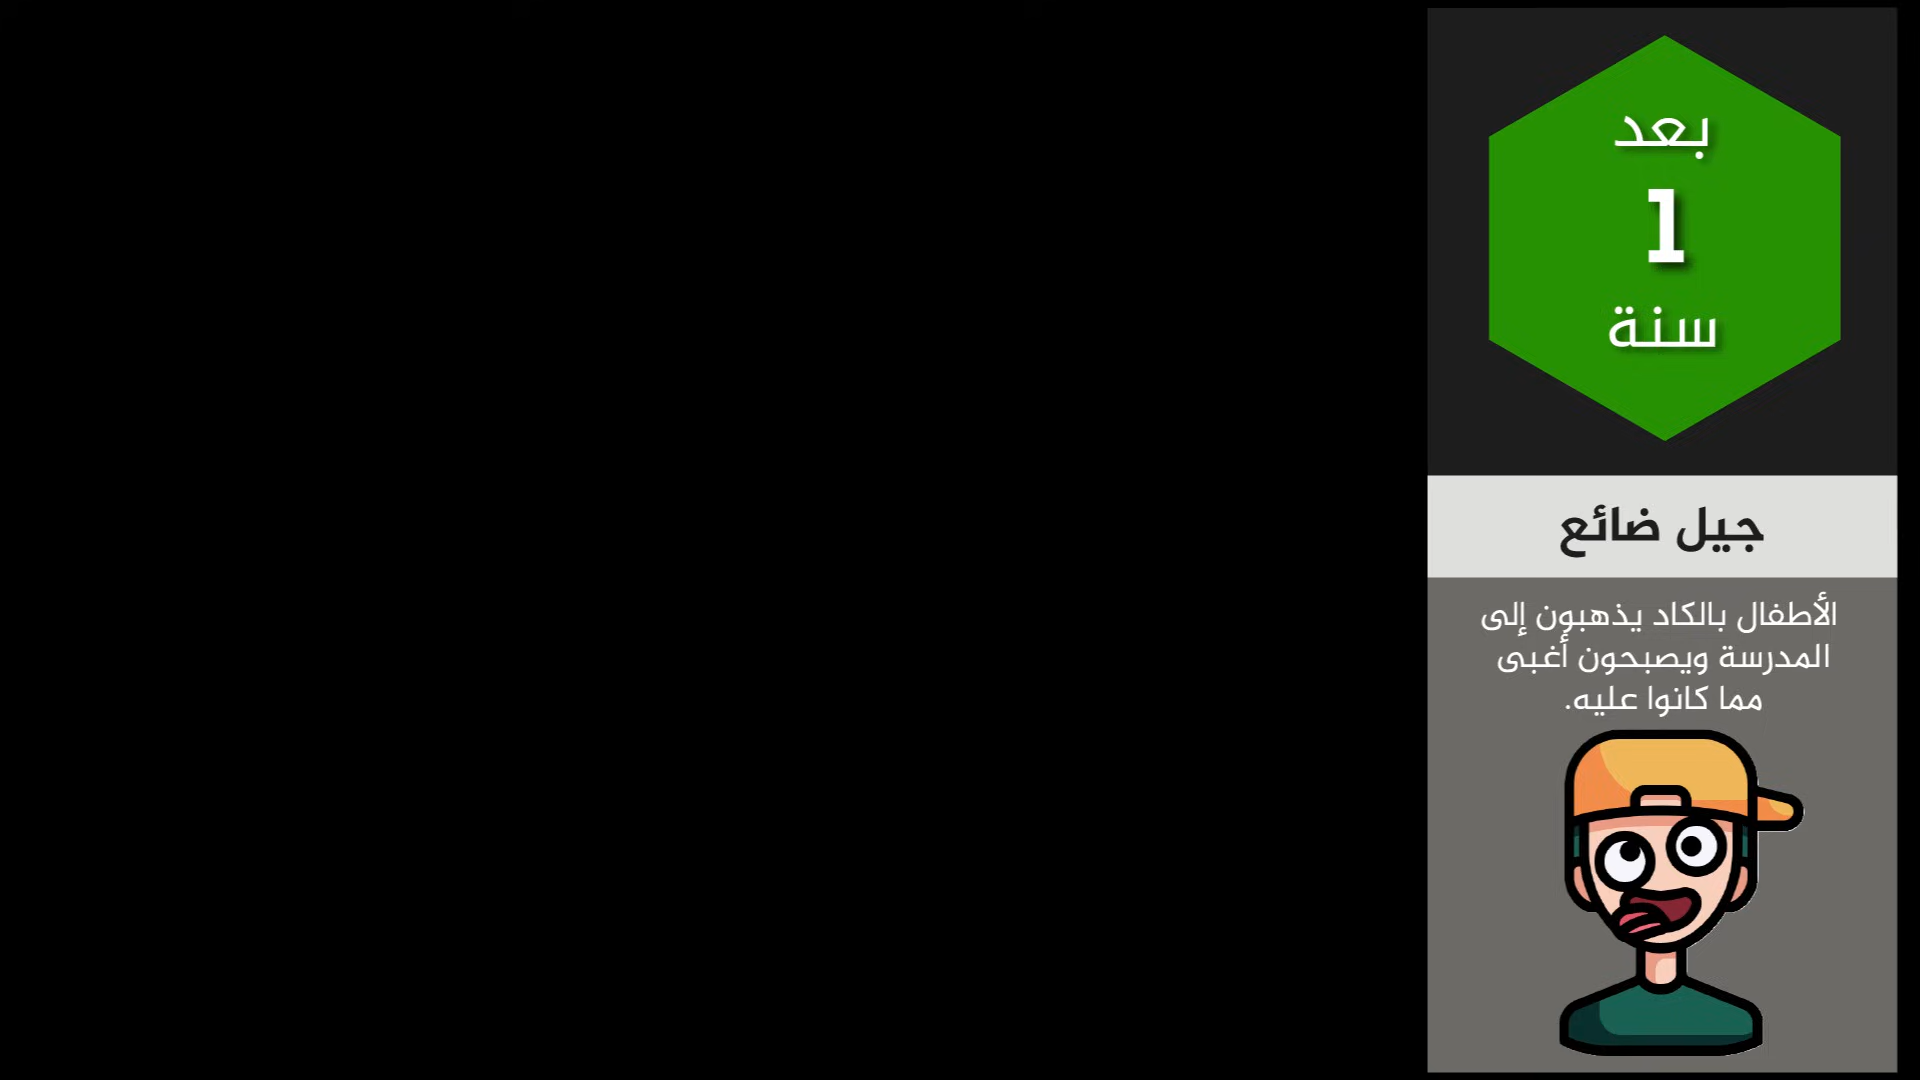 بعد
1
سنة
جيل ضائع
الأطفال بالكاد يذهبون إلى
المدرسة ويصبحون أغبى
مما كانوا عليه.